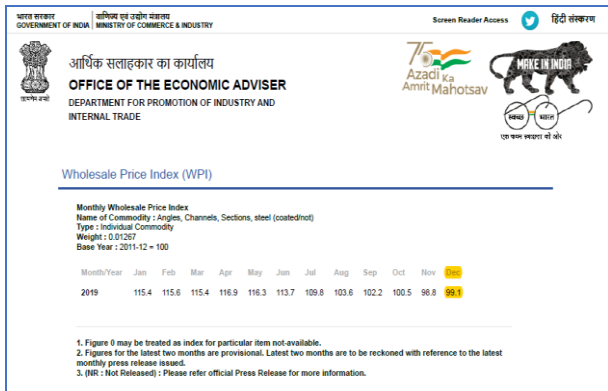 भारत सरकार वाणिज्य एवं उद्योग मंत्रालय
GOVERNMENT OF INDIA MINISTRY OF COMMERCE & INDUSTRY
Screen Reader Access हिंदी संस्करण
सत्यमेव जयते
आर्थिक सलाहकार का कार्यालय
OFFICE OF THE ECONOMIC ADVISER
DEPARTMENT FOR PROMOTION OF INDUSTRY AND
INTERNAL TRADE
75
Azadi Ka
Amrit Mahotsav
MAKE IN INDIA
स्वच्छ भारत
एक कदम स्वच्छता की ओर
Wholesale Price Index (WPI)
Monthly Wholesale Price Index
Name of Commodity : Angles, Channels, Sections, steel (coated/not)
Type : Individual Commodity
Weight : 0.01267
Base Year : 2011-12 = 100
Month/Year Jan Feb Mar Apr May Jun Jul Aug Sep Oct Nov Dec
2019 115.4 115.6 115.4 116.9 116.3 113.7 109.8 103.6 102.2 100.5 98.8 99.1
1. Figure 0 may be treated as index for particular item not-available.
2. Figures for the latest two months are provisional. Latest two months are to be reckoned with reference to the latest
monthly press release issued.
3. (NR : Not Released) : Please refer official Press Release for more information.